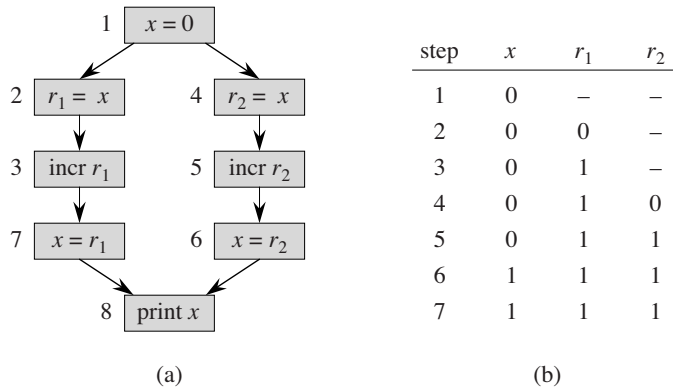 1 x = 0
2 r₁ = x 4 r₂ = x
3 incr r₁ 5 incr r₂
7 x = r₁ 6 x = r₂
8 print x
(a)
step x r₁ r₂
1 0 – –
2 0 0 –
3 0 1 –
4 0 1 0
5 0 1 1
6 1 1 1
7 1 1 1
(b)